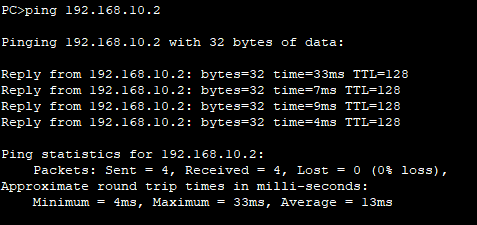 PC>ping 192.168.10.2
Pinging 192.168.10.2 with 32 bytes of data:
Reply from 192.168.10.2: bytes=32 time=33ms TTL=128
Reply from 192.168.10.2: bytes=32 time=7ms TTL=128
Reply from 192.168.10.2: bytes=32 time=9ms TTL=128
Reply from 192.168.10.2: bytes=32 time=4ms TTL=128
Ping statistics for 192.168.10.2:
Packets: Sent = 4, Received = 4, Lost = 0 (0% loss),
Approximate round trip times in milli-seconds:
Minimum = 4ms, Maximum = 33ms, Average = 13ms